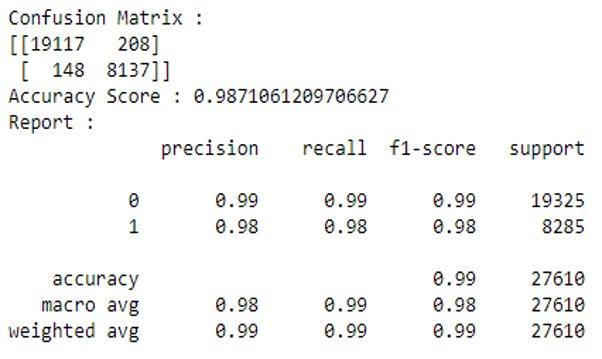 Confusion Matrix :
[[19117   208]
 [  148  8137]]
Accuracy Score : 0.9871061209706627
Report :
              precision    recall  f1-score   support

           0       0.99      0.99      0.99     19325
           1       0.98      0.98      0.98      8285

    accuracy                           0.99     27610
   macro avg       0.98      0.99      0.98     27610
weighted avg       0.99      0.99      0.99     27610